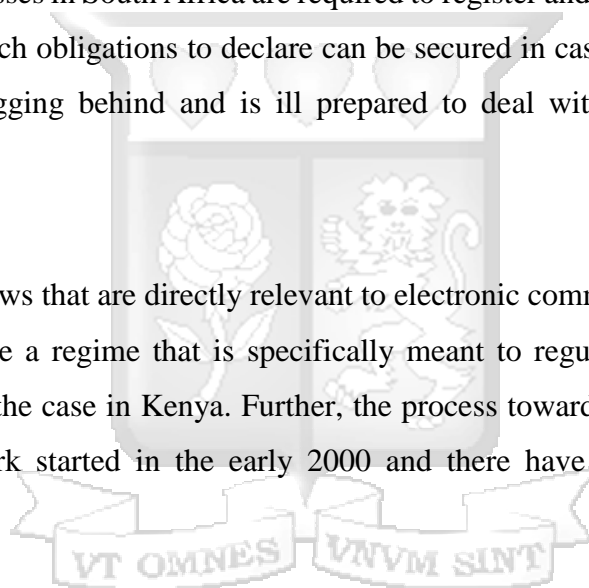 sses in South Africa are required to register and
ch obligations to declare can be secured in cas
gging behind and is ill prepared to deal wit
ws that are directly relevant to electronic comm
e a regime that is specifically meant to regu
the case in Kenya. Further, the process toward
rk started in the early 2000 and there have
VT OMNES VNVM SINT